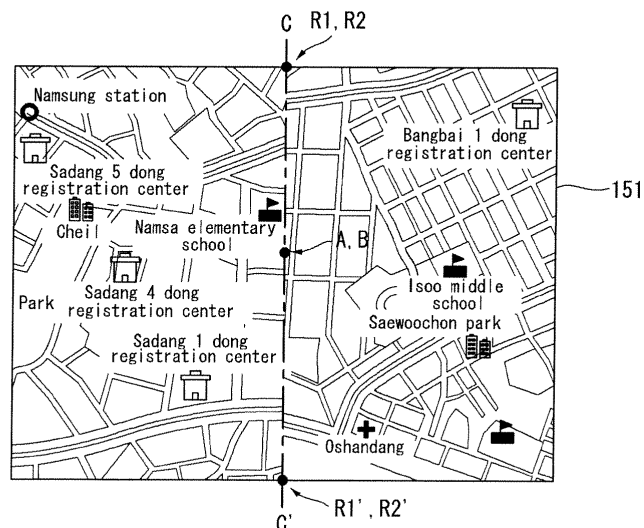 C
R1, R2
Namsung station
Bangbai 1 dong
registration center
Sadang 5 dong
registration center
151
Cheil
Namsa elementary
school
A, B
Isoo middle
school
Sadang 4 dong
registration center
Park
Saewoochon park
Sadang 1 dong
registration center
Oshandang
R1', R2'
C'